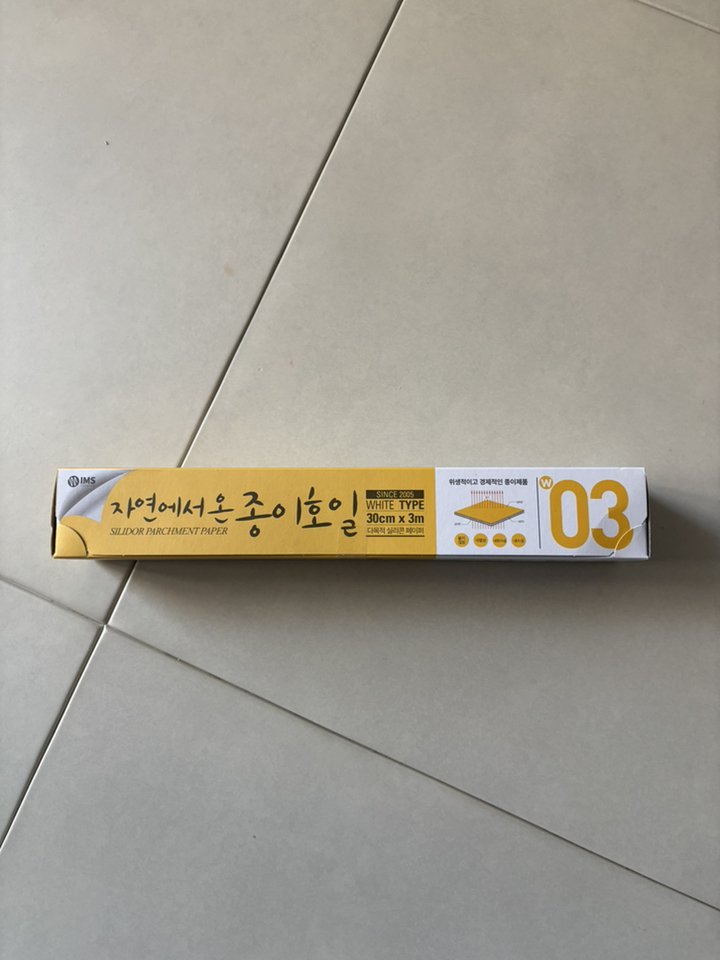 IMS
자연에서 온 종이호일
SILIDOR PARCHMENT PAPER
SINCE 2005
WHITE TYPE
30cm x 3m
다목적 실리콘 페이퍼
위생적이고 경제적인 종이제품
W
03